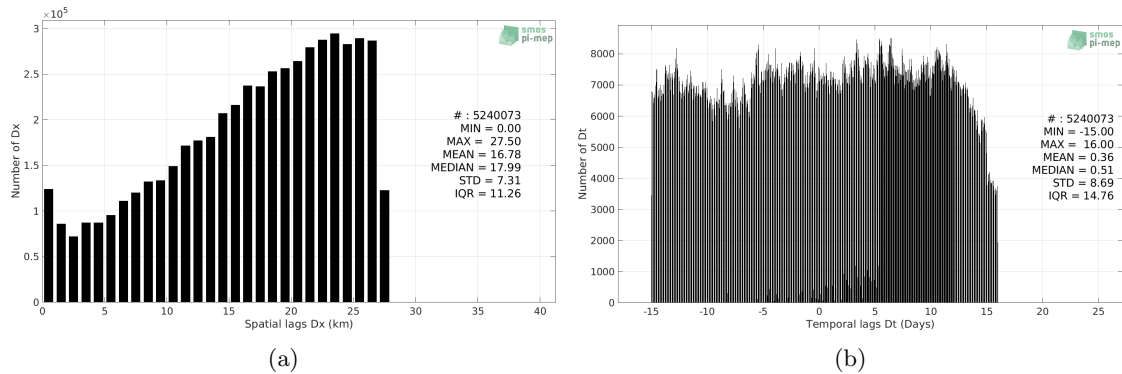 ×10^5
3
2.5
2
1.5
1
0.5
0
Number of Dx
0 5 10 15 20 25 30 35 40
Spatial lags Dx (km)
smos
pi-mep
# : 5240073
MIN = 0.00
MAX = 27.50
MEAN = 16.78
MEDIAN = 17.99
STD = 7.31
IQR = 11.26
(a)
8000
7000
6000
5000
4000
3000
2000
1000
0
Number of Dt
-15 -10 -5 0 5 10 15 20 25
Temporal lags Dt (Days)
smos
pi-mep
# : 5240073
MIN = -15.00
MAX = 16.00
MEAN = 0.36
MEDIAN = 0.51
STD = 8.69
IQR = 14.76
(b)